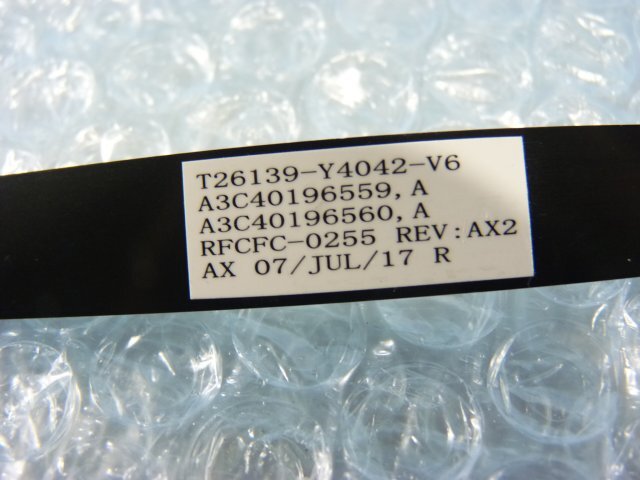 T26139-Y4042-V6
A3C40196559, A
A3C40196560, A
RFCFC-0255 REV:AX2
AX 07/JUL/17 R